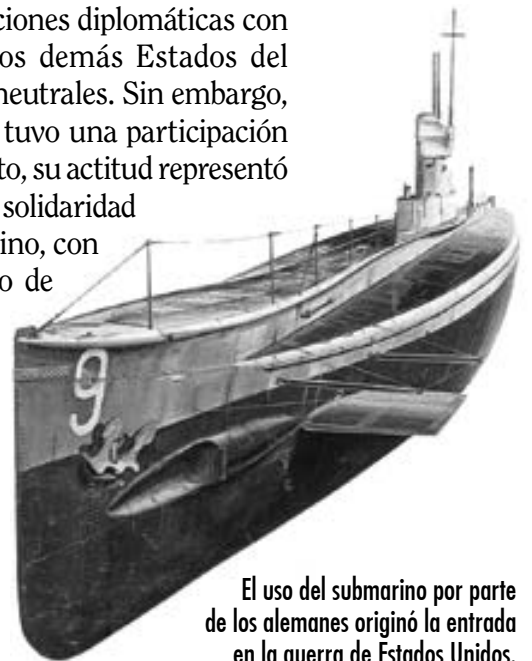 ciones diplomáticas con
os demás Estados del
neutrales. Sin embargo,
tuvo una participación
to, su actitud representó
solidaridad
ino, con
o de
9
El uso del submarino por parte
de los alemanes originó la entrada
en la guerra de Estados Unidos.